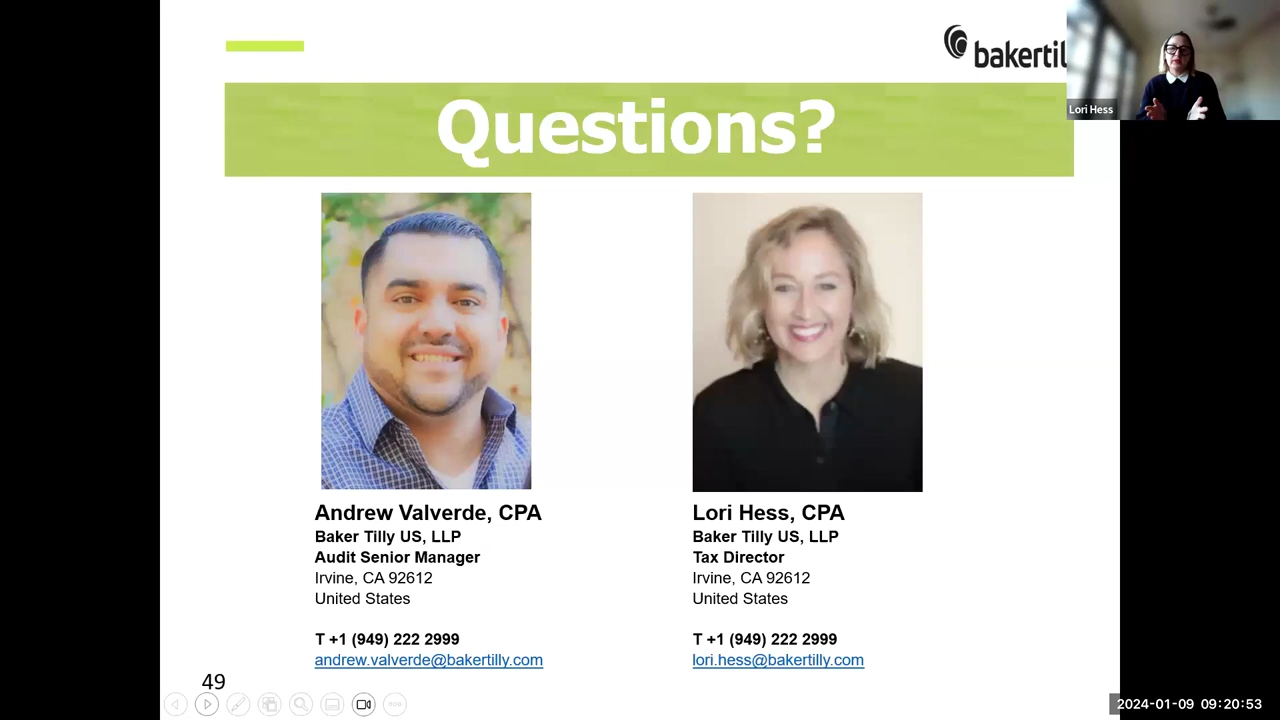 bakertil
Lori Hess
Questions?
Andrew Valverde, CPA
Baker Tilly US, LLP
Audit Senior Manager
Irvine, CA 92612
United States
T +1 (949) 222 2999
andrew.valverde@bakertilly.com
Lori Hess, CPA
Baker Tilly US, LLP
Tax Director
Irvine, CA 92612
United States
T +1 (949) 222 2999
lori.hess@bakertilly.com
49
2024-01-09 09:20:53